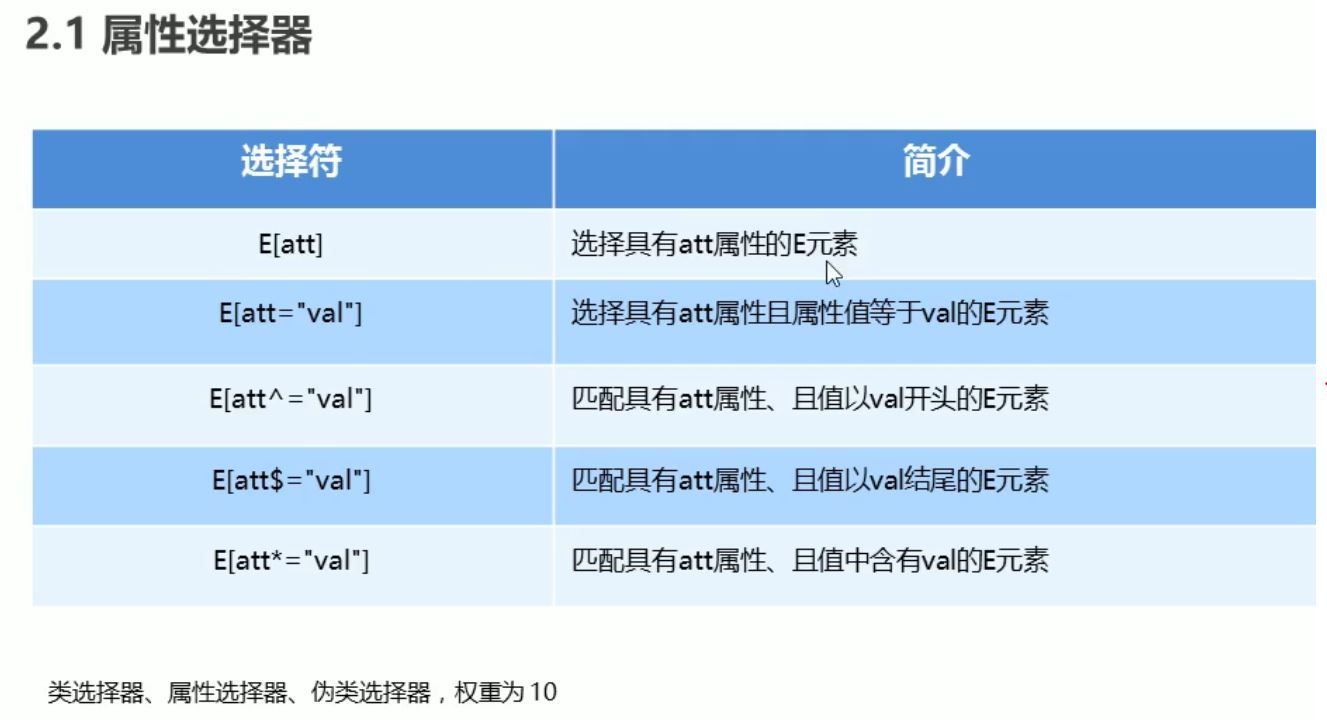 2.1 属性选择器
选择符 简介
E[att] 选择具有att属性的E元素
E[att="val"] 选择具有att属性且属性值等于val的E元素
E[att^="val"] 匹配具有att属性、且值以val开头的E元素
E[att$="val"] 匹配具有att属性、且值以val结尾的E元素
E[att*="val"] 匹配具有att属性、且值中含有val的E元素
类选择器、属性选择器、伪类选择器，权重为 10